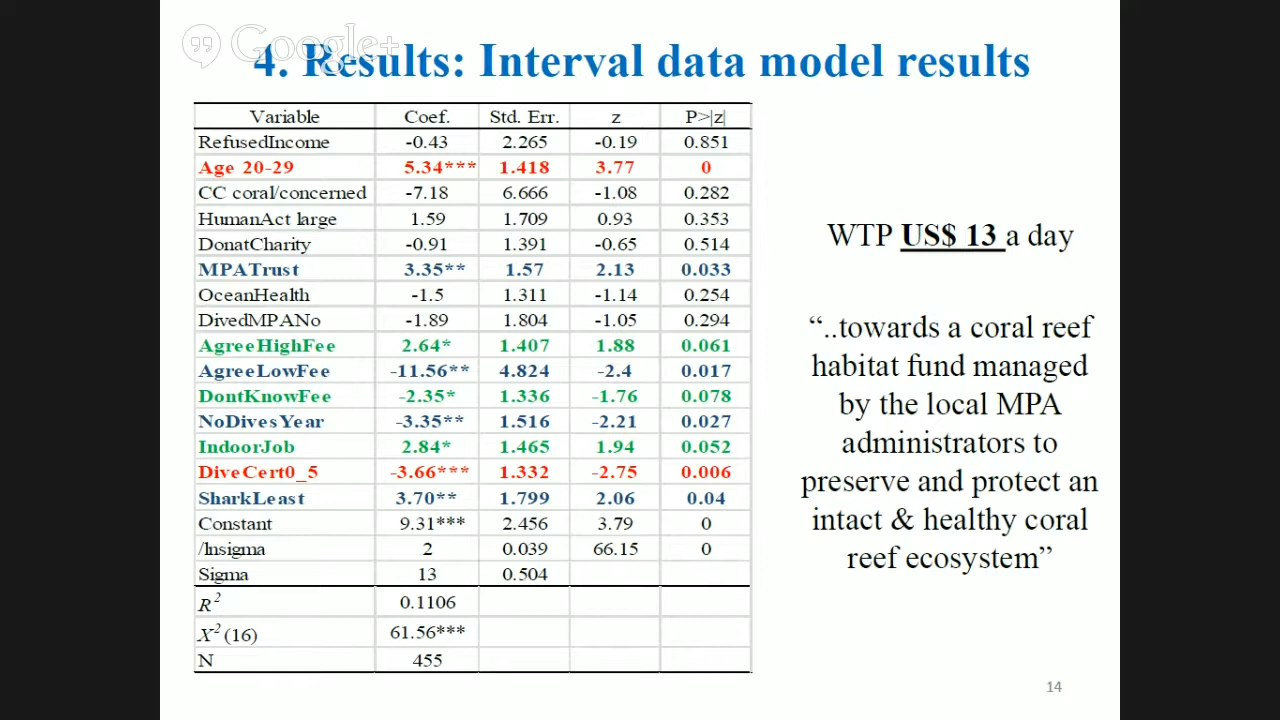 Google+
4. Results: Interval data model results
Variable Coef. Std. Err. z P>|z|
RefusedIncome -0.43 2.265 -0.19 0.851
Age 20-29 5.34*** 1.418 3.77 0
CC coral/concerned -7.18 6.666 -1.08 0.282
HumanAct large 1.59 1.709 0.93 0.353
DonatCharity -0.91 1.391 -0.65 0.514
MPATrust 3.35** 1.57 2.13 0.033
OceanHealth -1.5 1.311 -1.14 0.254
DivedMPANo -1.89 1.804 -1.05 0.294
AgreeHighFee 2.64* 1.407 1.88 0.061
AgreeLowFee -11.56** 4.824 -2.4 0.017
DontKnowFee -2.35* 1.336 -1.76 0.078
NoDivesYear -3.35** 1.516 -2.21 0.027
IndoorJob 2.84* 1.465 1.94 0.052
DiveCert0_5 -3.66*** 1.332 -2.75 0.006
SharkLeast 3.70** 1.799 2.06 0.04
Constant 9.31*** 2.456 3.79 0
/lnsigma 2 0.039 66.15 0
Sigma 13 0.504
R² 0.1106
X² (16) 61.56***
N 455
WTP US$ 13 a day
“..towards a coral reef
habitat fund managed
by the local MPA
administrators to
preserve and protect an
intact & healthy coral
reef ecosystem”
14